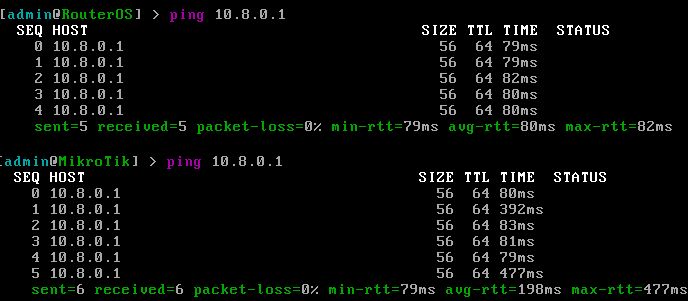 [admin@RouterOS] > ping 10.8.0.1
SEQ HOST SIZE TTL TIME STATUS
0 10.8.0.1 56 64 79ms
1 10.8.0.1 56 64 79ms
2 10.8.0.1 56 64 82ms
3 10.8.0.1 56 64 80ms
4 10.8.0.1 56 64 80ms
sent=5 received=5 packet-loss=0% min-rtt=79ms avg-rtt=80ms max-rtt=82ms
[admin@MikroTik] > ping 10.8.0.1
SEQ HOST SIZE TTL TIME STATUS
0 10.8.0.1 56 64 80ms
1 10.8.0.1 56 64 392ms
2 10.8.0.1 56 64 83ms
3 10.8.0.1 56 64 81ms
4 10.8.0.1 56 64 79ms
5 10.8.0.1 56 64 477ms
sent=6 received=6 packet-loss=0% min-rtt=79ms avg-rtt=198ms max-rtt=477ms